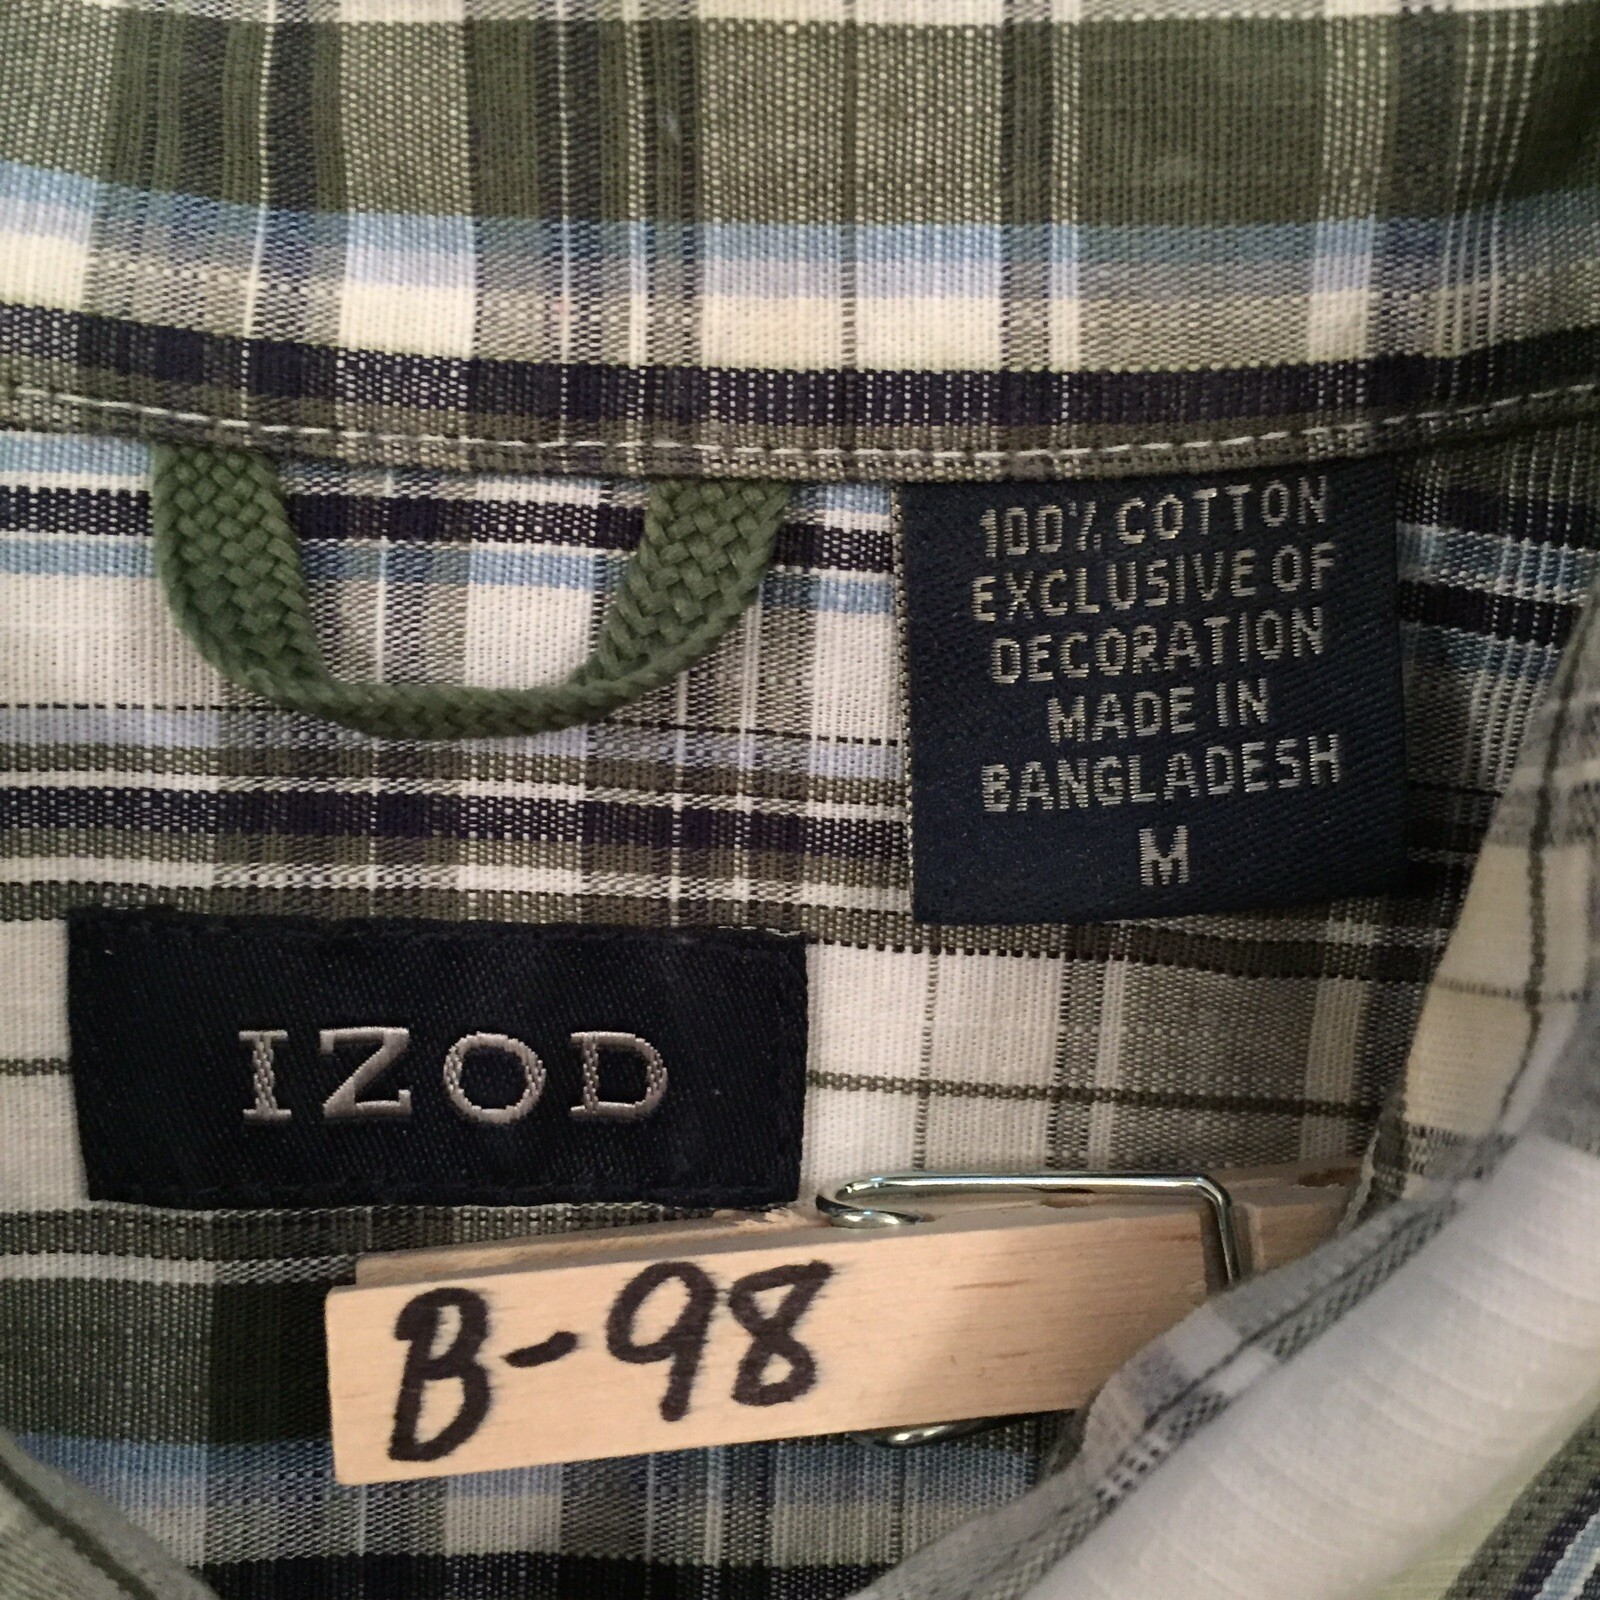 100% COTTON
EXCLUSIVE OF
DECORATION
MADE IN
BANGLADESH
M
IZOD
B-98